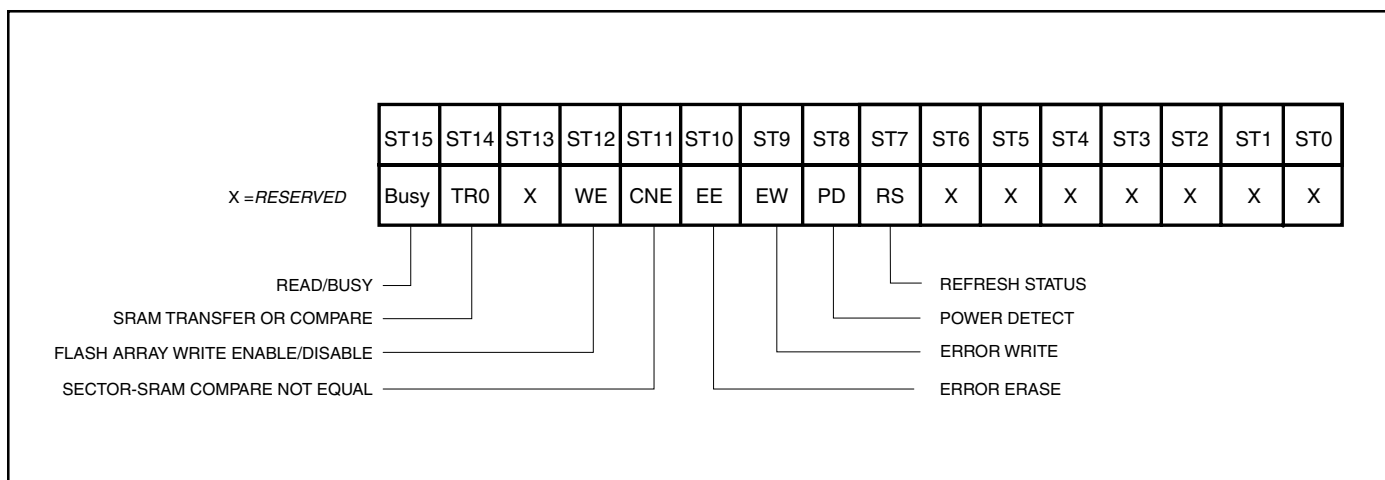 ST15 ST14 ST13 ST12 ST11 ST10 ST9 ST8 ST7 ST6 ST5 ST4 ST3 ST2 ST1 ST0
X =RESERVED Busy TR0 X WE CNE EE EW PD RS X X X X X X X
READ/BUSY REFRESH STATUS
SRAM TRANSFER OR COMPARE POWER DETECT
FLASH ARRAY WRITE ENABLE/DISABLE ERROR WRITE
SECTOR-SRAM COMPARE NOT EQUAL ERROR ERASE